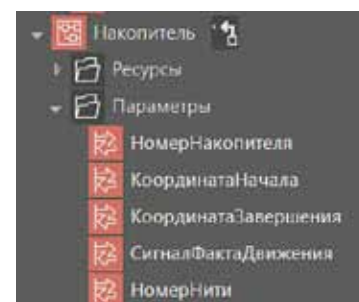 Накопитель
Ресурсы
Параметры
НомерНакопителя
КоординатаНачала
КоординатаЗавершения
СигналФактаДвижения
НомерНити